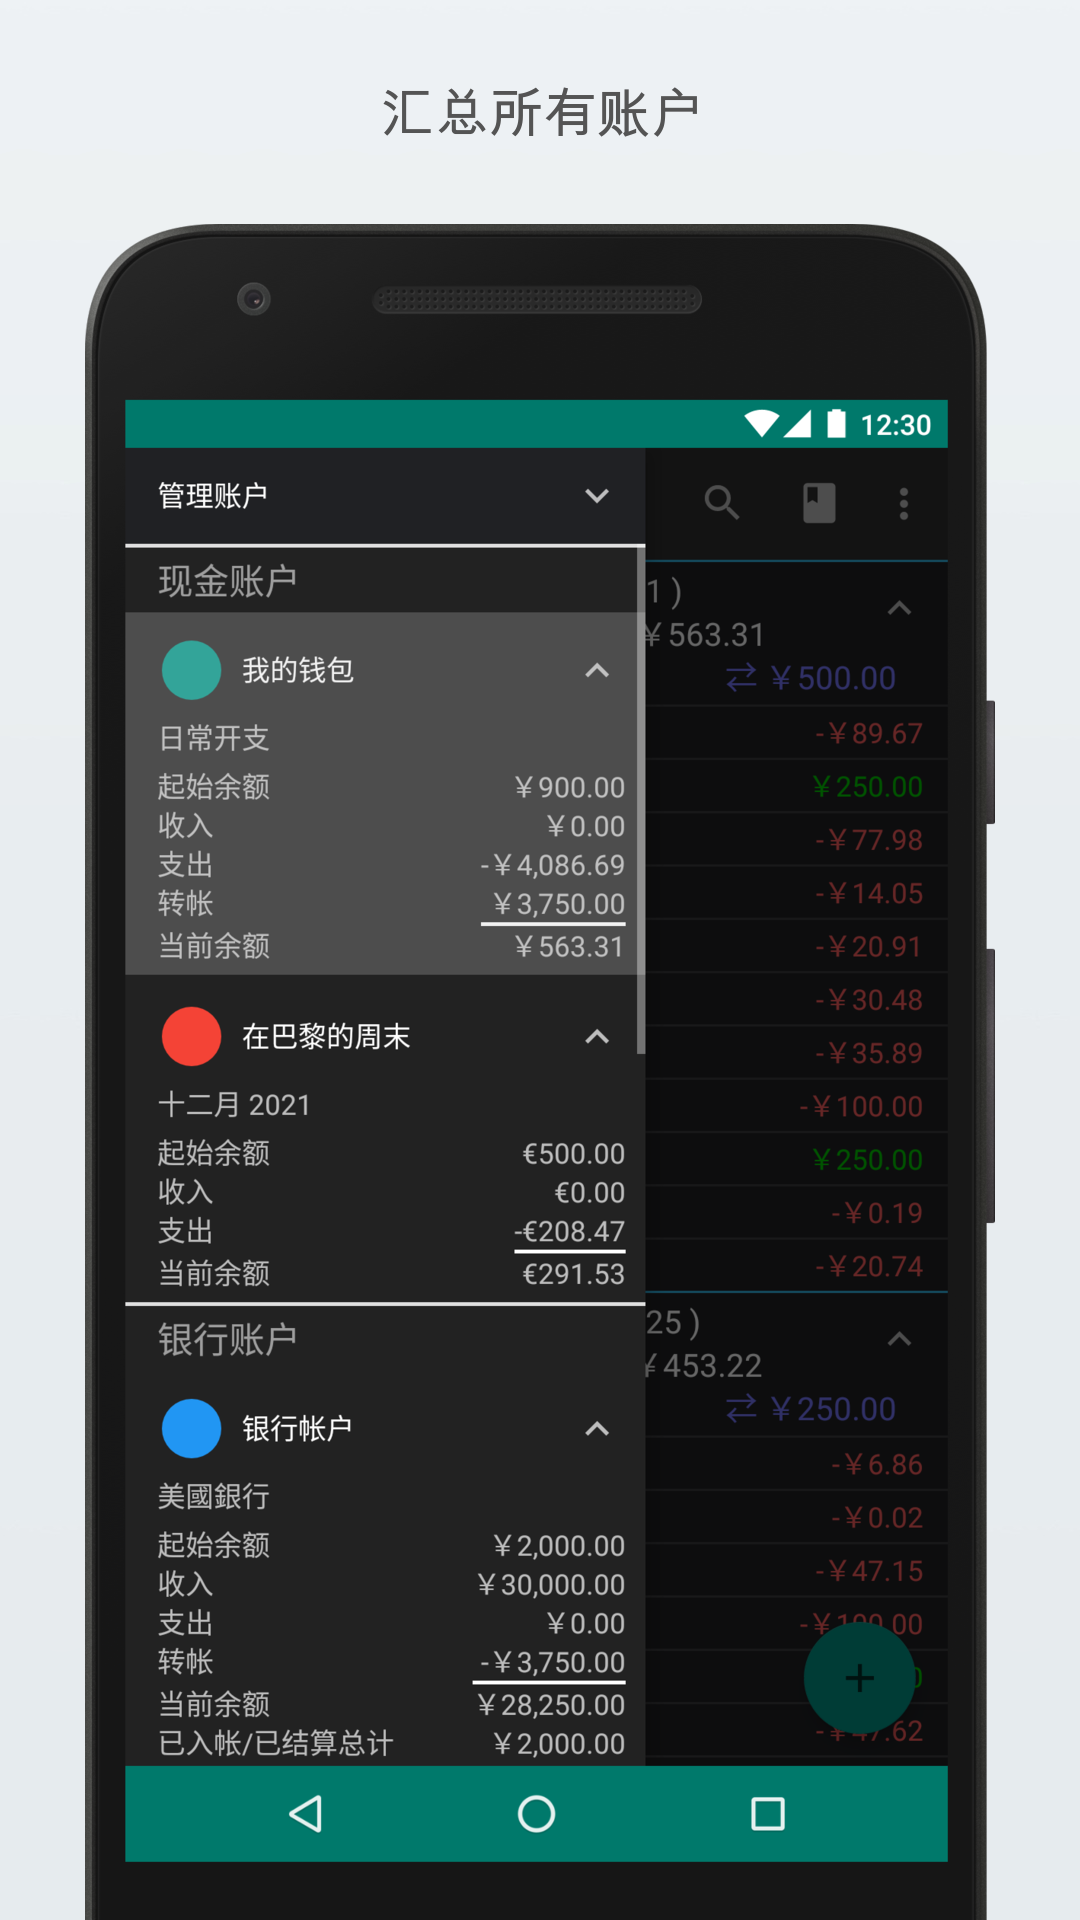 汇总所有账户
12:30
管理账户
现金账户
我的钱包
日常开支
起始余额 ￥900.00
收入 ￥0.00
支出 -￥4,086.69
转帐 ￥3,750.00
当前余额 ￥563.31
在巴黎的周末
十二月 2021
起始余额 €500.00
收入 €0.00
支出 -€208.47
当前余额 €291.53
银行账户
银行帐户
美國銀行
起始余额 ￥2,000.00
收入 ￥30,000.00
支出 ￥0.00
转帐 -￥3,750.00
当前余额 ￥28,250.00
已入帐/已结算总计 ￥2,000.00
1 )
￥563.31
￥500.00
-￥89.67
￥250.00
-￥77.98
-￥14.05
-￥20.91
-￥30.48
-￥35.89
-￥100.00
￥250.00
-￥0.19
-￥20.74
25 )
￥453.22
￥250.00
-￥6.86
-￥0.02
-￥47.15
-￥100.00
-￥47.62